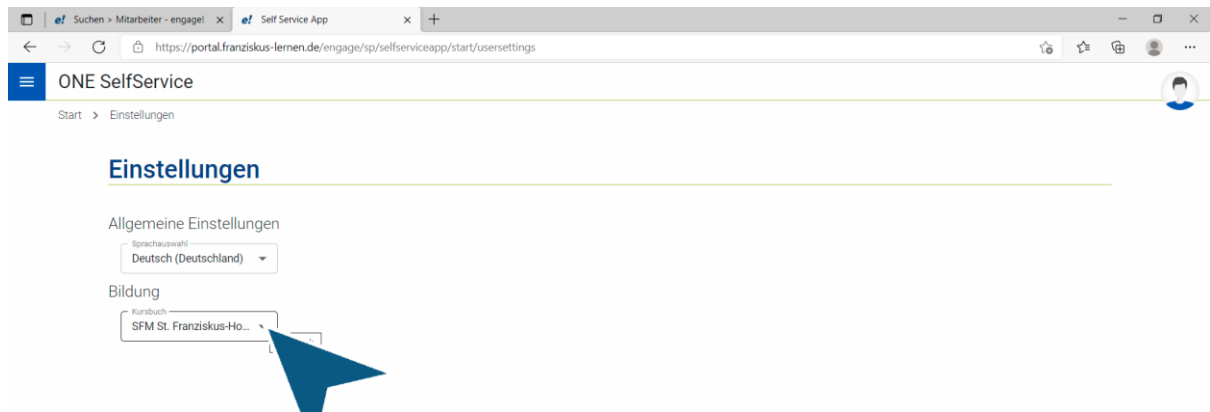 Suchen > Mitarbeiter - engage!
Self Service App
https://portal.franziskus-lernen.de/engage/sp/selfserviceapp/start/usersettings
ONE SelfService
Start > Einstellungen
Einstellungen
Allgemeine Einstellungen
Sprachauswahl
Deutsch (Deutschland)
Bildung
Kursbuch
SFM St. Franziskus-Ho...